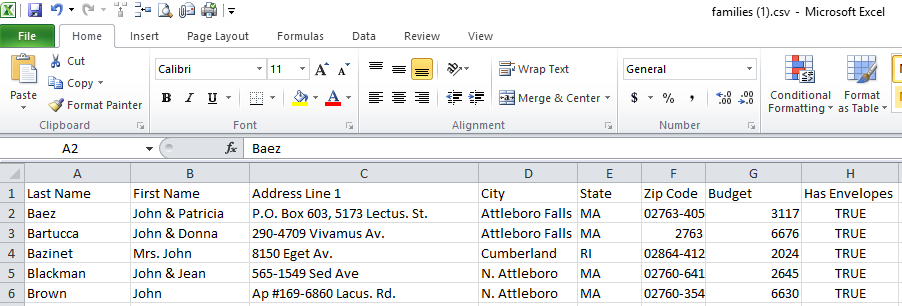 families (1).csv - Microsoft Excel
File Home Insert Page Layout Formulas Data Review View
Paste
Cut
Copy
Format Painter
Clipboard
Calibri 11 A A
B I U A
Font
Wrap Text
Merge & Center
Alignment
General
$ % , .00 .0 .00
Number
Conditional Formatting
Format as Table
A2 fx Baez
A B C D E F G H
1 Last Name First Name Address Line 1 City State Zip Code Budget Has Envelopes
2 Baez John & Patricia P.O. Box 603, 5173 Lectus. St. Attleboro Falls MA 02763-405 3117 TRUE
3 Bartucca John & Donna 290-4709 Vivamus Av. Attleboro Falls MA 2763 6676 TRUE
4 Bazinet Mrs. John 8150 Eget Av. Cumberland RI 02864-412 2024 TRUE
5 Blackman John & Jean 565-1549 Sed Ave N. Attleboro MA 02760-641 2645 TRUE
6 Brown John Ap #169-6860 Lacus. Rd. N. Attleboro MA 02760-354 6630 TRUE